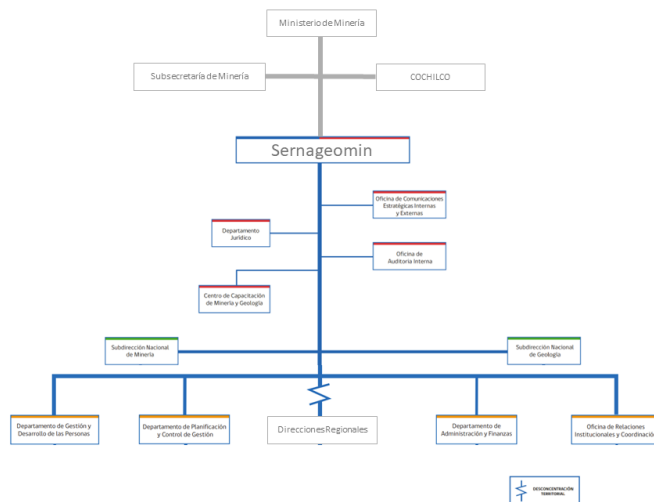 Ministerio de Minería
Subsecretaría de Minería
COCHILCO
Sernageomin
Oficina de Comunicaciones
Estratégicas Internas
y Externas
Departamento
Jurídico
Oficina de
Auditoría Interna
Centro de Capacitación
de Minería y Geología
Subdirección Nacional
de Minería
Subdirección Nacional
de Geología
Departamento de Gestión y
Desarrollo de las Personas
Departamento de Planificación
y Control de Gestión
Direcciones Regionales
Departamento de
Administración y Finanzas
Oficina de Relaciones
Institucionales y Coordinación
DESCONCENTRACIÓN
TERRITORIAL